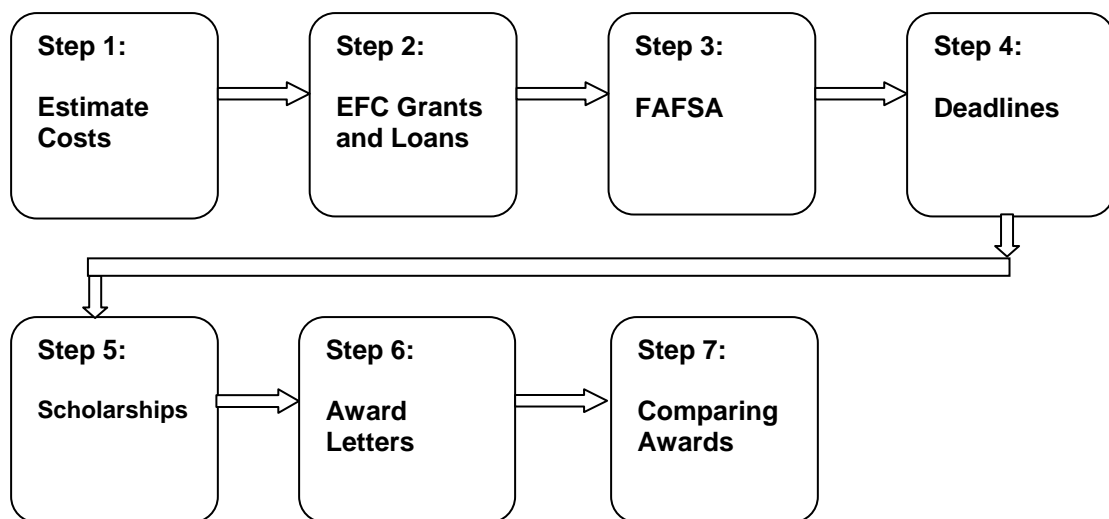 Step 1:
Estimate
Costs
Step 2:
EFC Grants
and Loans
Step 3:
FAFSA
Step 4:
Deadlines
Step 5:
Scholarships
Step 6:
Award
Letters
Step 7:
Comparing
Awards